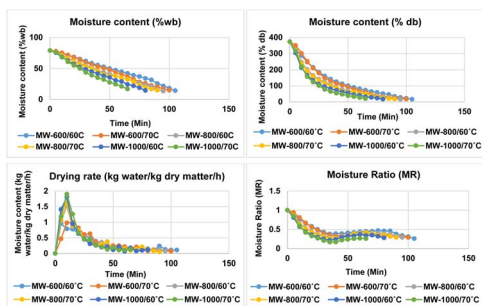 Moisture content (%wb)
Moisture content (%wb)
100
50
0
0 50 100 150
Time (Min)
MW-600/60C MW-600/70C MW-800/60C
MW-800/70C MW-1000/60C MW-1000/70C
Moisture content (% db)
Moisture content (% db)
400
300
200
100
0
0 50 100 150
Time (Min)
MW-600/60˚C MW-600/70˚C MW-800/60˚C
MW-800/70˚C MW-1000/60˚C MW-1000/70˚C
Drying rate (kg water/kg dry matter/h)
Moisture content (kg
water/kg dry matter/h)
2
1.5
1
0.5
0
0 50 100 150
Time (Min)
MW-600/60˚C MW-600/70˚C MW-800/60˚C
MW-800/70˚C MW-1000/60˚C MW-1000/70˚C
Moisture Ratio (MR)
Moisture Ratio (MR)
1.5
1
0.5
0
0 50 100 150
Time (Min)
MW-600/60˚C MW-600/70˚C MW-800/60˚C
MW-800/70˚C MW-1000/60˚C MW-1000/70˚C